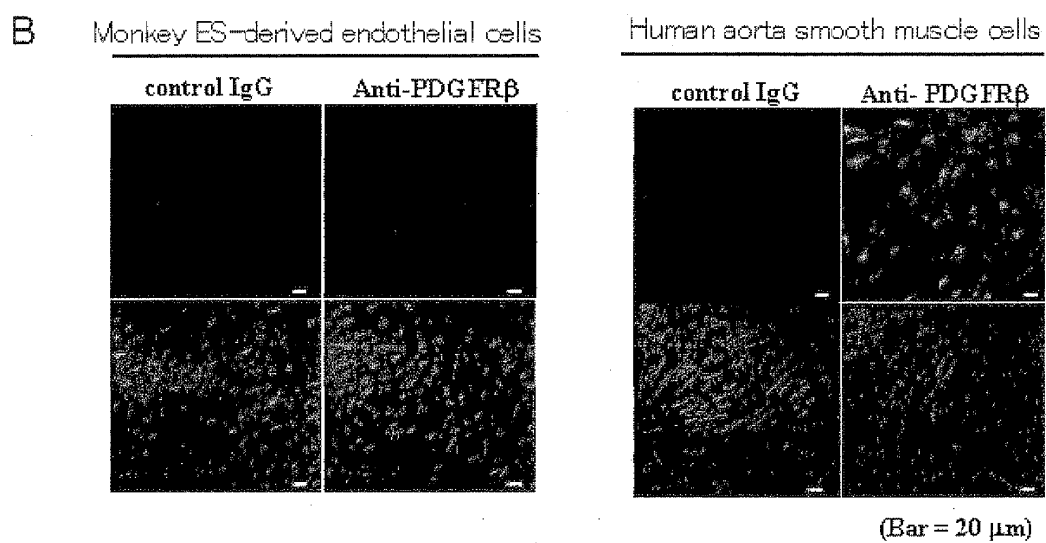 B
Monkey ES-derived endothelial cells
Human aorta smooth muscle cells
control IgG
Anti-PDGFRβ
control IgG
Anti- PDGFRβ
(Bar = 20 μm)